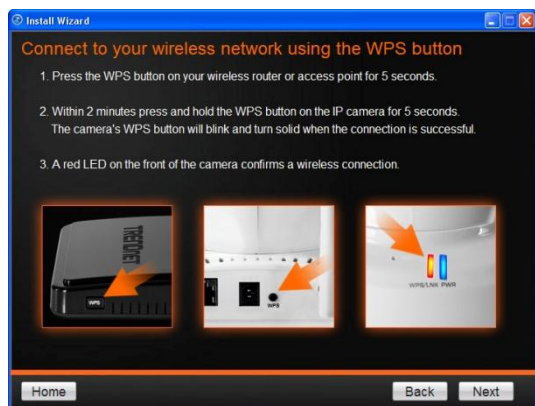 Install Wizard
Connect to your wireless network using the WPS button
1. Press the WPS button on your wireless router or access point for 5 seconds.
2. Within 2 minutes press and hold the WPS button on the IP camera for 5 seconds.
The camera's WPS button will blink and turn solid when the connection is successful.
3. A red LED on the front of the camera confirms a wireless connection.
TRENDNET
WPS
WPS
WPS/LNK PWR
Home
Back
Next